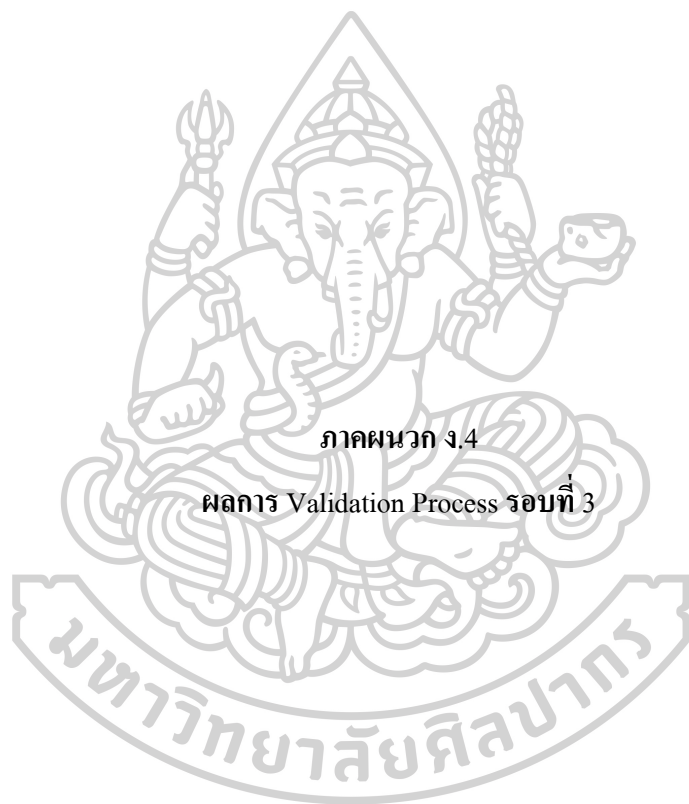 ภาคผนวก ง.4
ผลการ Validation Process รอบที่ 3
มหาวิทยาลัยศิลปากร